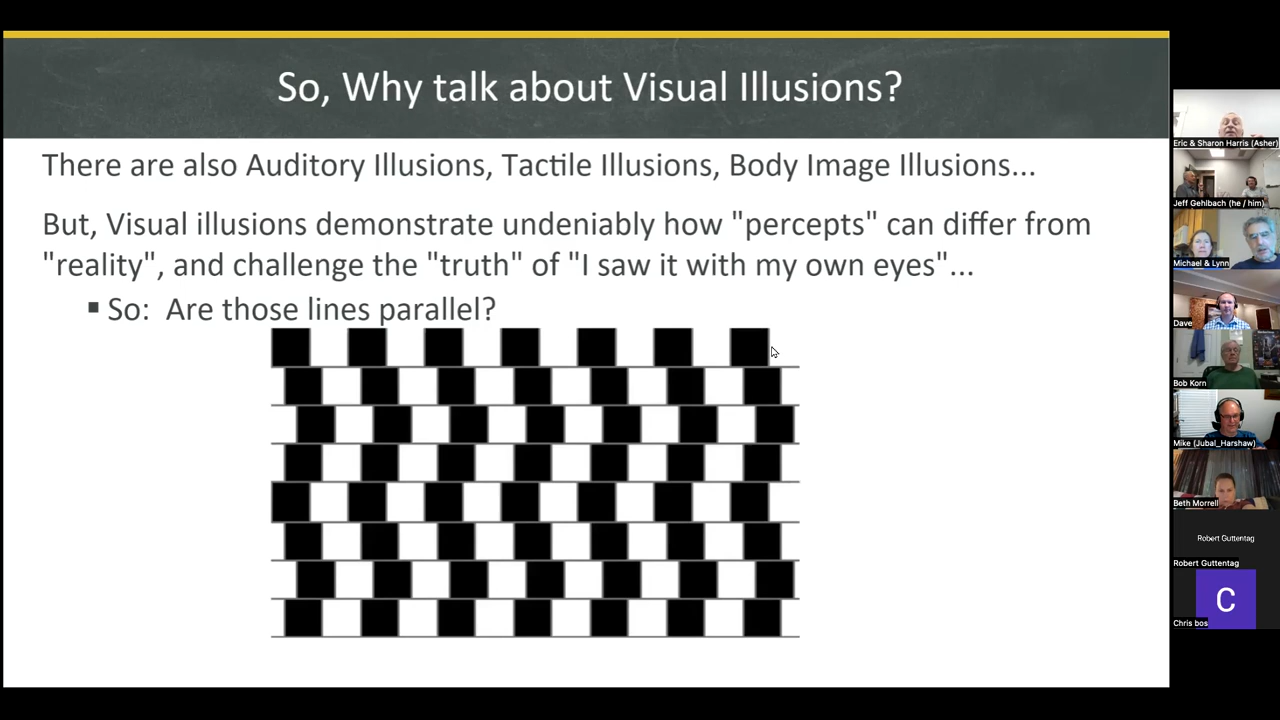 So, Why talk about Visual Illusions?
There are also Auditory Illusions, Tactile Illusions, Body Image Illusions...
But, Visual illusions demonstrate undeniably how "percepts" can differ from
"reality", and challenge the "truth" of "I saw it with my own eyes"...
▪ So:  Are those lines parallel?
Eric & Sharon Harris (Asher)
Jeff Gehlbach (he / him)
Michael & Lynn
Dave
Bob Korn
Mike (Jubal_Harshaw)
Beth Morrell
Robert Guttentag
Robert Guttentag
C
Chris bos